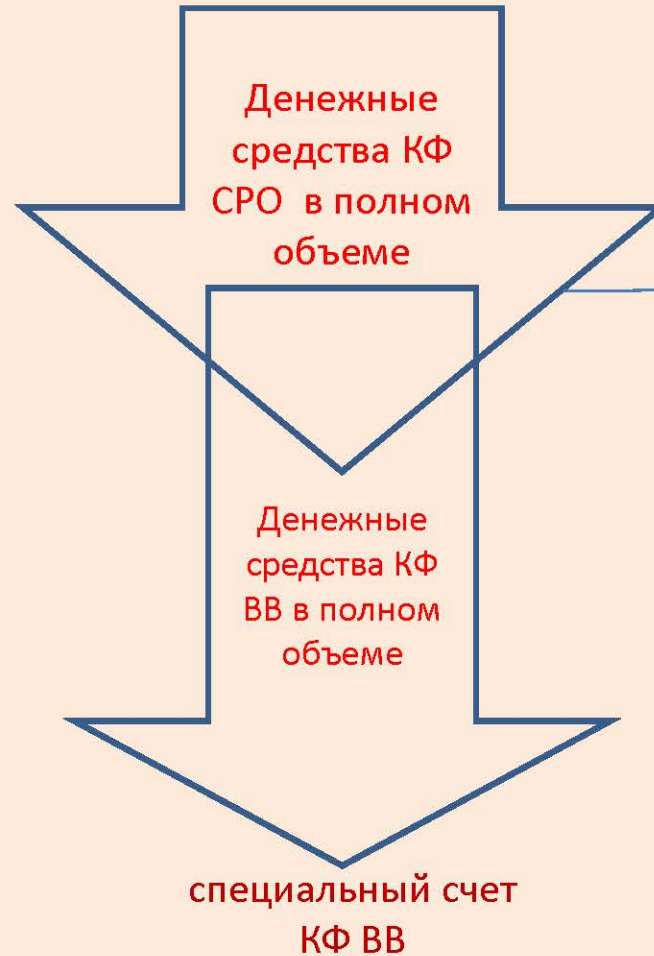 Денежные
средства КФ
СРО в полном
объеме
Денежные
средства КФ
ВВ в полном
объеме
специальный счет
КФ ВВ